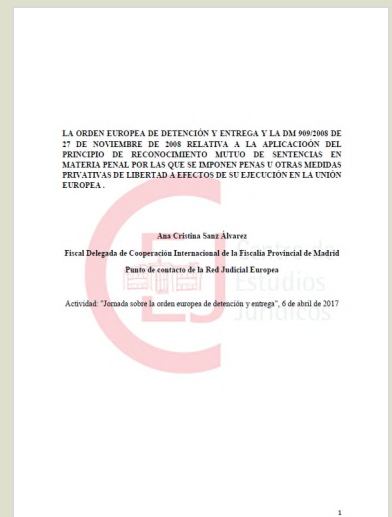 LA ORDEN EUROPEA DE DETENCIÓN Y ENTREGA Y LA DM 909/2008 DE
27 DE NOVIEMBRE DE 2008 RELATIVA A LA APLICACIOÓN DEL
PRINCIPIO DE RECONOCIMIENTO MUTUO DE SENTENCIAS EN
MATERIA PENAL POR LAS QUE SE IMPONEN PENAS U OTRAS MEDIDAS
PRIVATIVAS DE LIBERTAD A EFECTOS DE SU EJECUCIÓN EN LA UNIÓN
EUROPEA .
Ana Cristina Sanz Álvarez
Fiscal Delegada de Cooperación Internacional de la Fiscalía Provincial de Madrid
Punto de contacto de la Red Judicial Europea
Estudios
Jurídicos
Actividad: "Jornada sobre la orden europea de detención y entrega", 6 de abril de 2017
1